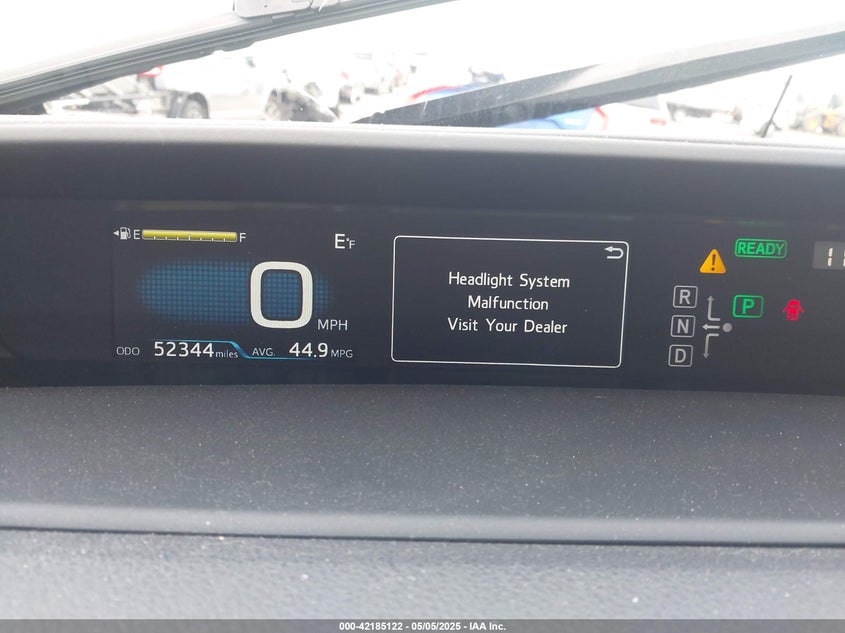 E F
E°F
0 MPH
ODO 52344 miles AVG. 44.9 MPG
Headlight System
Malfunction
Visit Your Dealer
READY
R
N
D
P
000-42185122 - 05/05/2025 - IAA Inc.